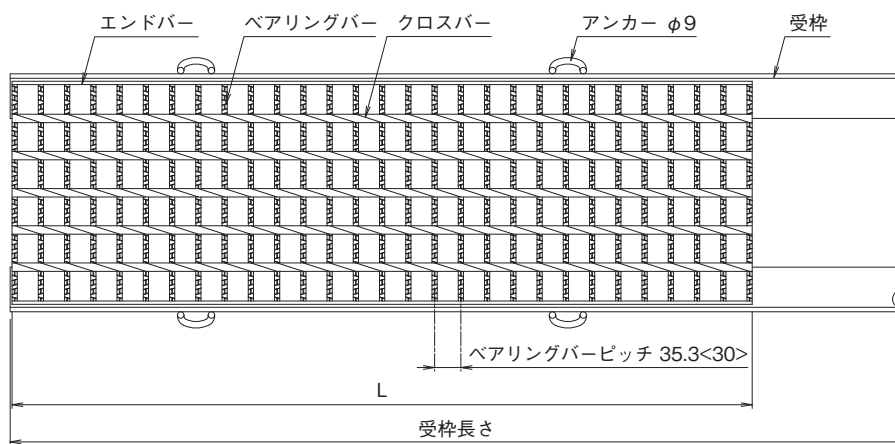 エンドバー
ベアリングバー
クロスバー
アンカー φ9
受枠
ベアリングバーピッチ 35.3<30>
L
受枠長さ